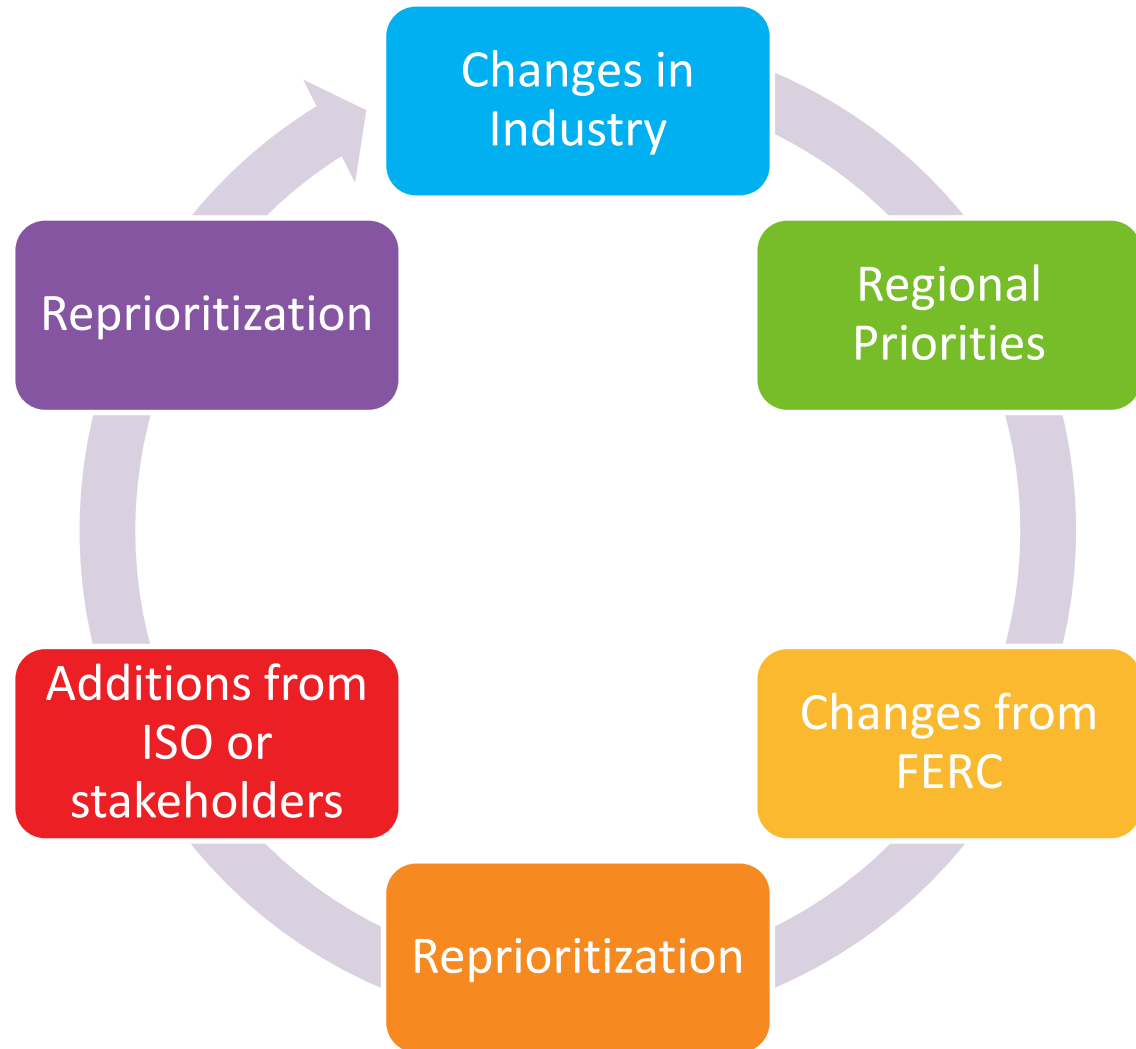 Changes in
Industry
Regional
Priorities
Changes from
FERC
Reprioritization
Additions from
ISO or
stakeholders
Reprioritization